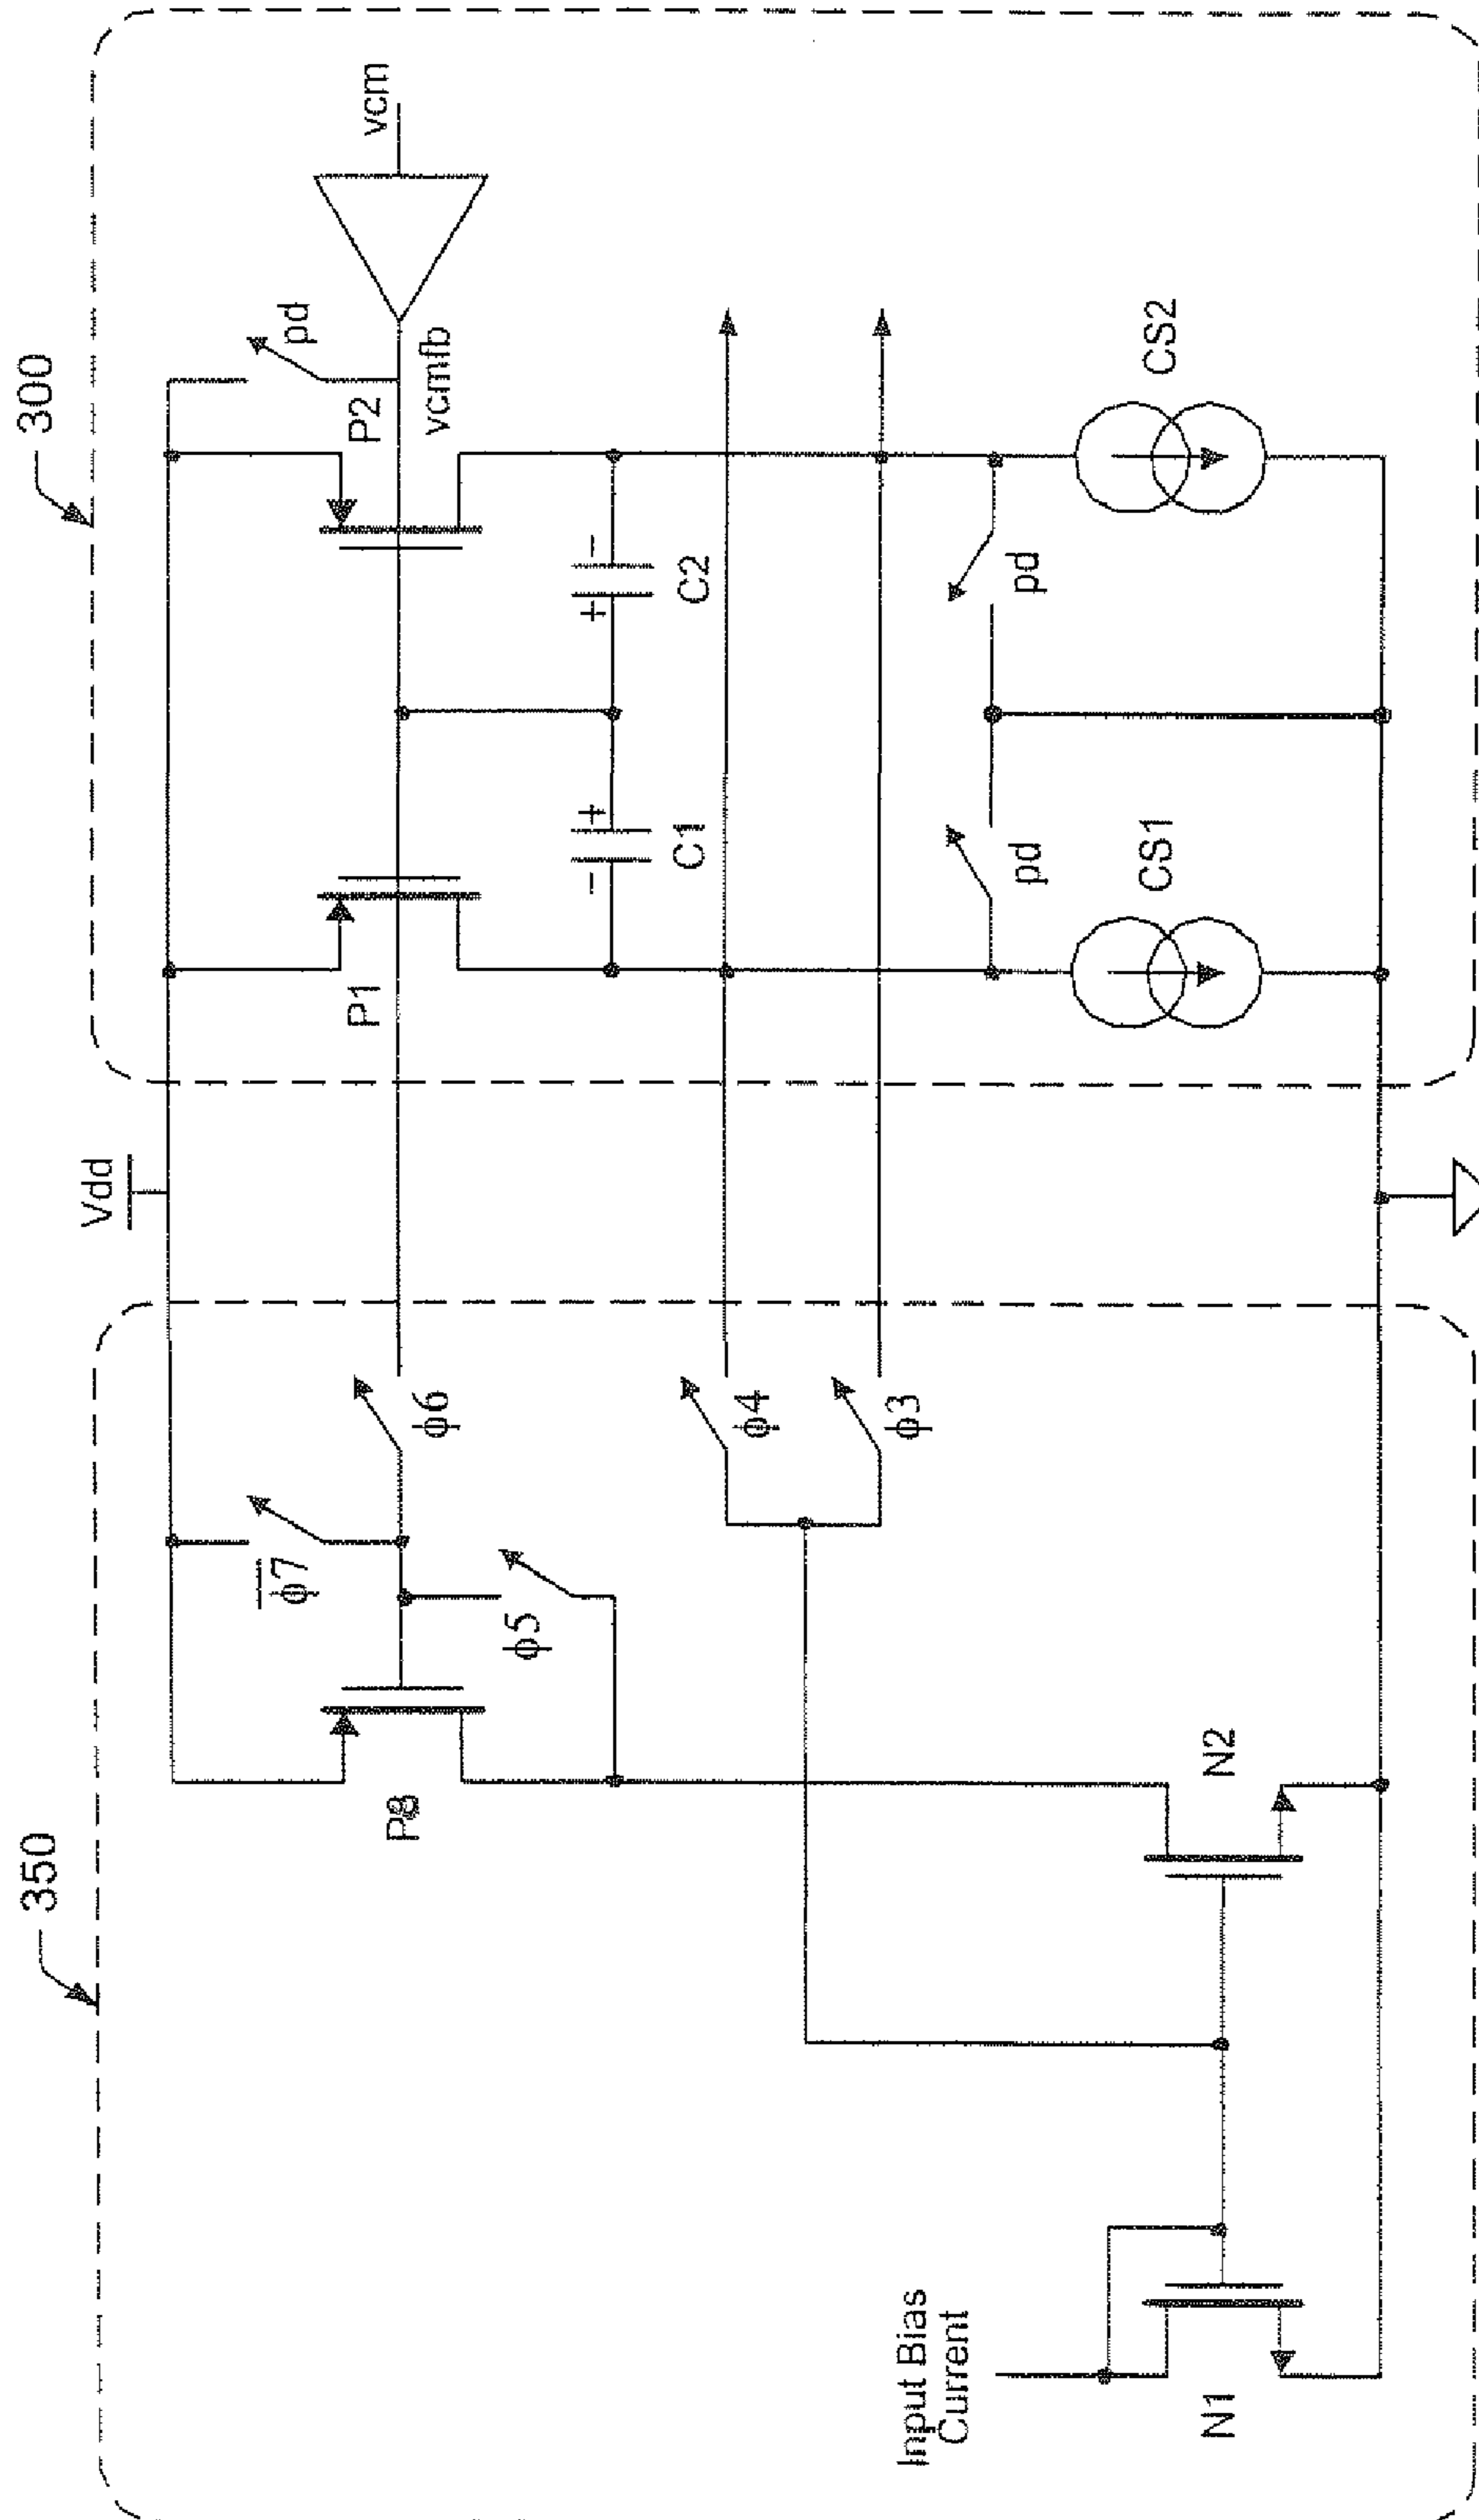 350
300
Vdd
P3
φ7
φ6
φ5
φ4
φ3
Input Bias
Current
N1
N2
P1
P2
pd
vcmfb
vcm
C1
C2
- +
+ -
pd
pd
CS1
CS2